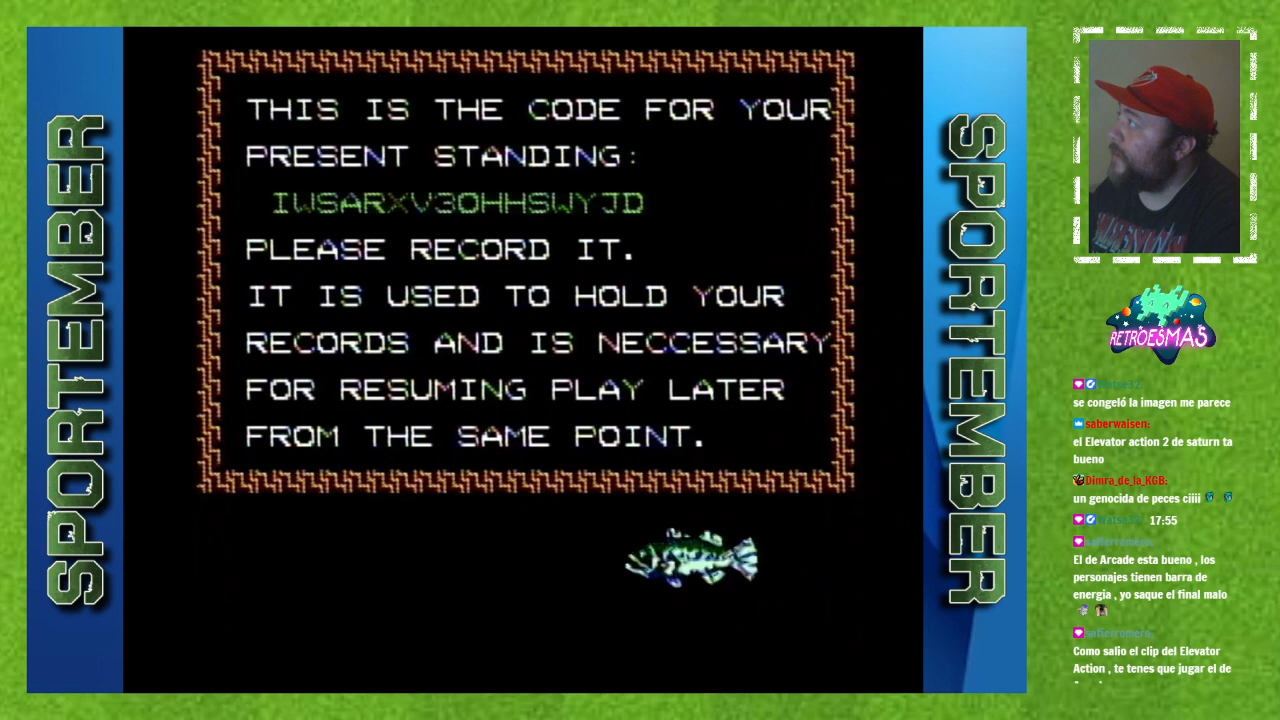 SPORTEMBER
THIS IS THE CODE FOR YOUR
PRESENT STANDING:
IWSARXV3OHHSWYJD
PLEASE RECORD IT.
IT IS USED TO HOLD YOUR
RECORDS AND IS NECCESSARY
FOR RESUMING PLAY LATER
FROM THE SAME POINT.
SPORTEMBER
RETROESMAS
se congeló la imagen me parece
saberwaisen:
el Elevator action 2 de saturn ta
bueno
Dimra_de_la_KGB:
un genocida de peces ciiii
17:55
safierromero:
El de Arcade esta bueno , los
personajes tienen barra de
energia , yo saque el final malo
safierromero:
Como salio el clip del Elevator
Action , te tenes que jugar el de